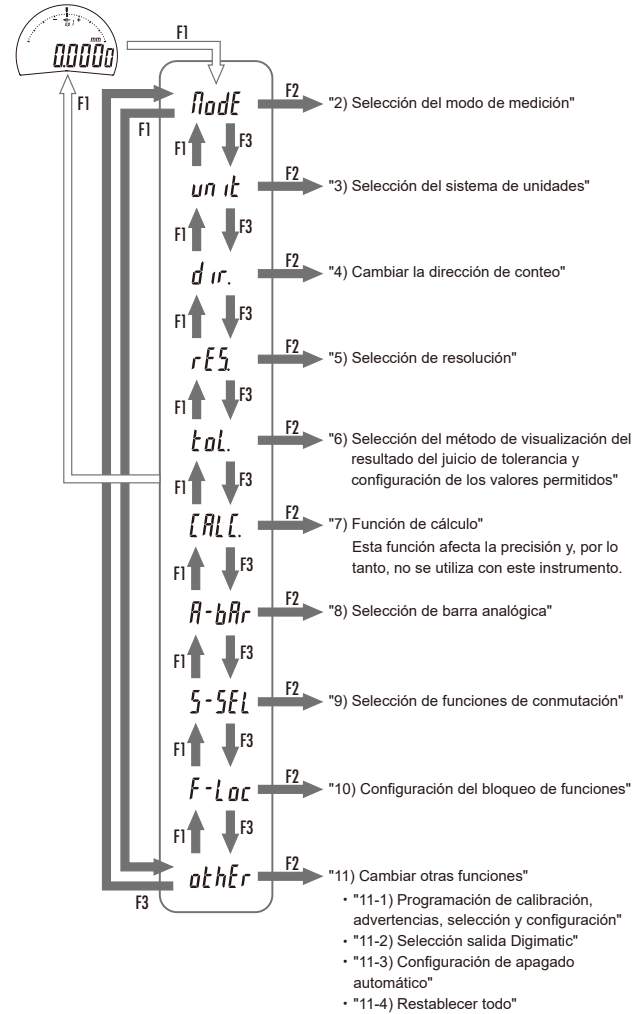 F1
mm
0.0000
F1
F1
ModE
F2
"2) Selección del modo de medición"
F1
F3
unit
F2
"3) Selección del sistema de unidades"
F1
F3
dir.
F2
"4) Cambiar la dirección de conteo"
F1
F3
rES.
F2
"5) Selección de resolución"
F1
F3
toL.
F2
"6) Selección del método de visualización del
resultado del juicio de tolerancia y
configuración de los valores permitidos"
F1
F3
CALC.
F2
"7) Función de cálculo"
Esta función afecta la precisión y, por lo
tanto, no se utiliza con este instrumento.
F1
F3
A-bAr
F2
"8) Selección de barra analógica"
F1
F3
S-SEL
F2
"9) Selección de funciones de conmutación"
F1
F3
F-Loc
F2
"10) Configuración del bloqueo de funciones"
F1
F3
othEr
F2
"11) Cambiar otras funciones"
F3
・"11-1) Programación de calibración,
advertencias, selección y configuración"
・"11-2) Selección salida Digimatic"
・"11-3) Configuración de apagado
automático"
・"11-4) Restablecer todo"